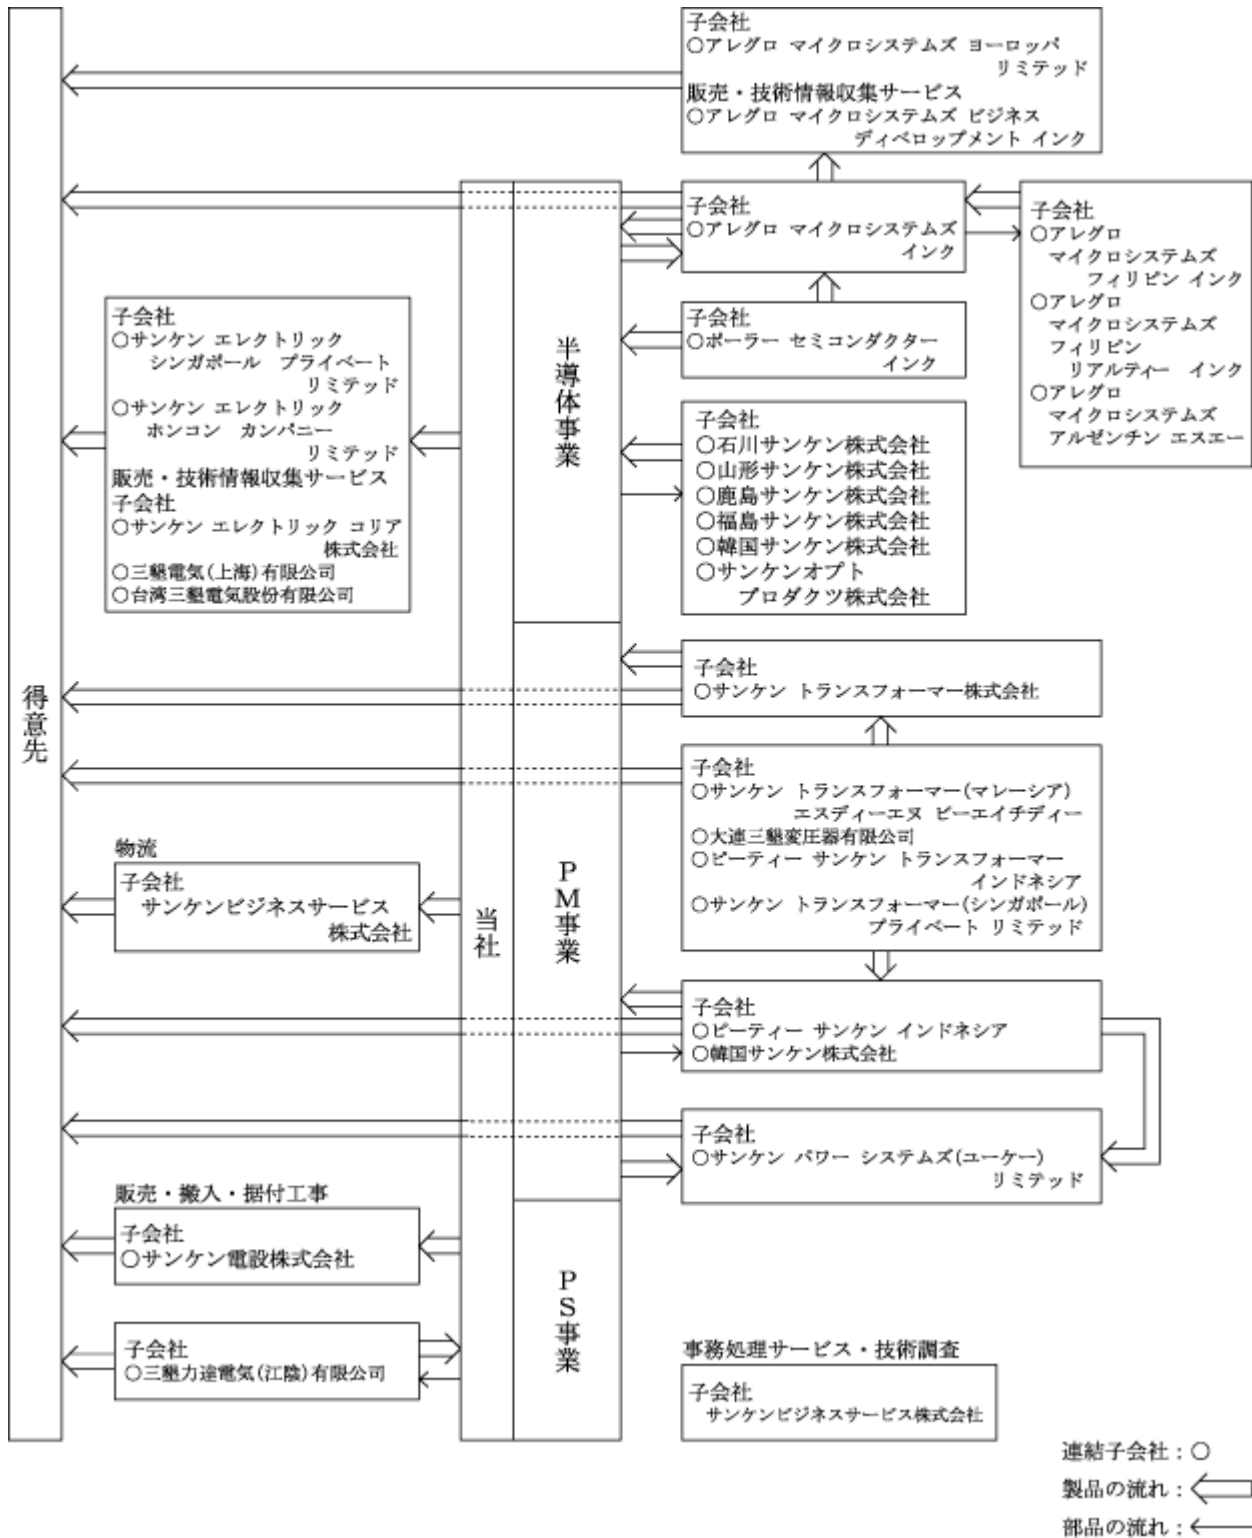 子会社
○アレグロ マイクロシステムズ ヨーロッパ
リミテッド
販売・技術情報収集サービス
○アレグロ マイクロシステムズ ビジネス
ディベロップメント インク
子会社
○アレグロ マイクロシステムズ
インク
子会社
○アレグロ
マイクロシステムズ
フィリピン インク
○アレグロ
マイクロシステムズ
フィリピン
リアルティー インク
○アレグロ
マイクロシステムズ
アルゼンチン エスエー
子会社
○ポーラー セミコンダクター
インク
子会社
○サンケン エレクトリック
シンガポール プライベート
リミテッド
○サンケン エレクトリック
ホンコン カンパニー
リミテッド
販売・技術情報収集サービス
子会社
○サンケン エレクトリック コリア
株式会社
○三墾電気(上海)有限公司
○台湾三墾電気股份有限公司
半導体事業
子会社
○石川サンケン株式会社
○山形サンケン株式会社
○鹿島サンケン株式会社
○福島サンケン株式会社
○韓国サンケン株式会社
○サンケンオプト
プロダクツ株式会社
得意先
子会社
○サンケン トランスフォーマー株式会社
子会社
○サンケン トランスフォーマー(マレーシア)
エスディーエヌ ビーエイチディー
○大連三墾変圧器有限公司
○ピーティー サンケン トランスフォーマー
インドネシア
○サンケン トランスフォーマー(シンガポール)
プライベート リミテッド
物流
子会社
サンケンビジネスサービス
株式会社
当社
PM事業
子会社
○ピーティー サンケン インドネシア
○韓国サンケン株式会社
子会社
○サンケン パワー システムズ(ユーケー)
リミテッド
販売・搬入・据付工事
子会社
○サンケン電設株式会社
PS事業
子会社
○三墾力達電気(江陰)有限公司
事務処理サービス・技術調査
子会社
サンケンビジネスサービス株式会社
連結子会社：○
製品の流れ：
部品の流れ：